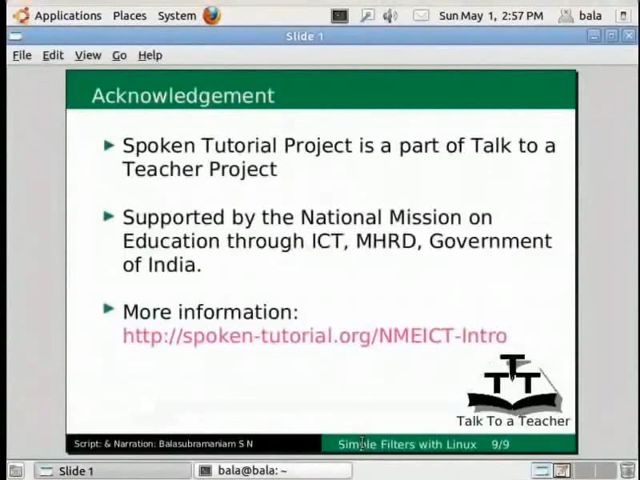 Applications Places System Sun May 1, 2:57 PM bala
Slide 1
File Edit View Go Help
Acknowledgement
Spoken Tutorial Project is a part of Talk to a
Teacher Project
Supported by the National Mission on
Education through ICT, MHRD, Government
of India.
More information:
http://spoken-tutorial.org/NMEICT-Intro
TTT
Talk To a Teacher
Script: & Narration: Balasubramaniam S N Simple Filters with Linux 9/9
Slide 1 bala@bala: ~